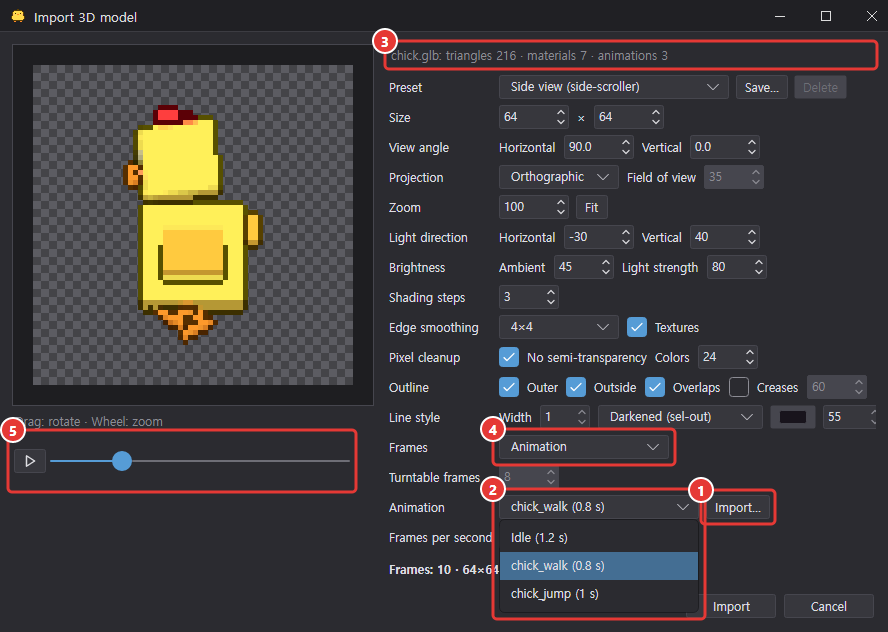 Import 3D model
3
chick.glb: triangles 216 · materials 7 · animations 3
Preset Side view (side-scroller) Save... Delete
Size 64 × 64
View angle Horizontal 90.0 Vertical 0.0
Projection Orthographic Field of view 35
Zoom 100 Fit
Light direction Horizontal -30 Vertical 40
Brightness Ambient 45 Light strength 80
Shading steps 3
Edge smoothing 4×4 Textures
Pixel cleanup No semi-transparency Colors 24
Outline Outer Outside Overlaps Creases 60
Drag: rotate · Wheel: zoom
Line style Width 1 Darkened (sel-out) 55
5
4
Frames Animation
Turntable frames 8
2
1
Animation chick_walk (0.8 s) Import...
Frames per second
Idle (1.2 s)
chick_walk (0.8 s)
Frames: 10 · 64×64
chick_jump (1 s)
Import Cancel